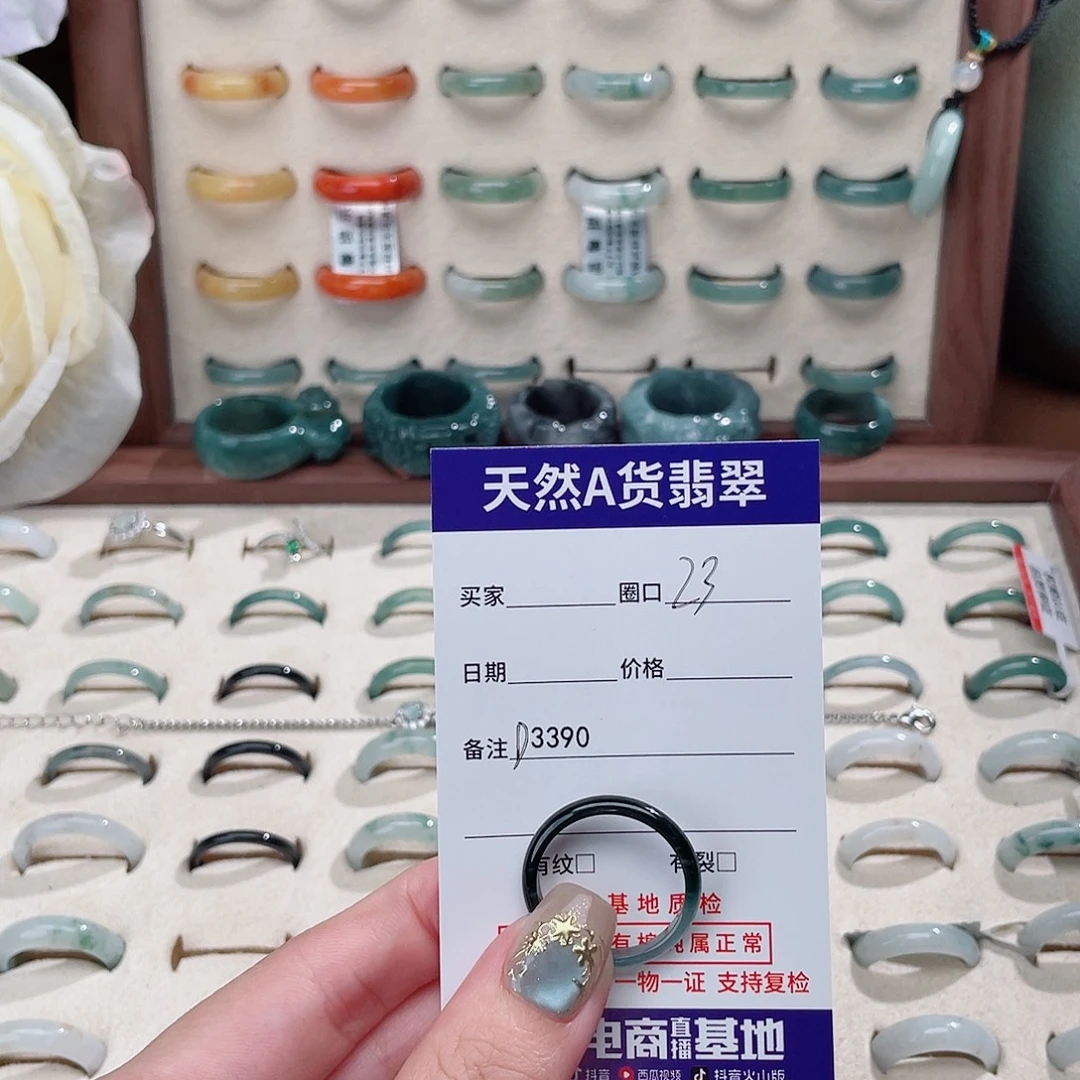 天然A货翡翠
买家 圈口 23
日期 价格
备注 D3390
有纹□ 有裂□
基地质检
有棉纯属正常
一物一证 支持复检
电商直播基地
抖音 西瓜视频 抖音火山版